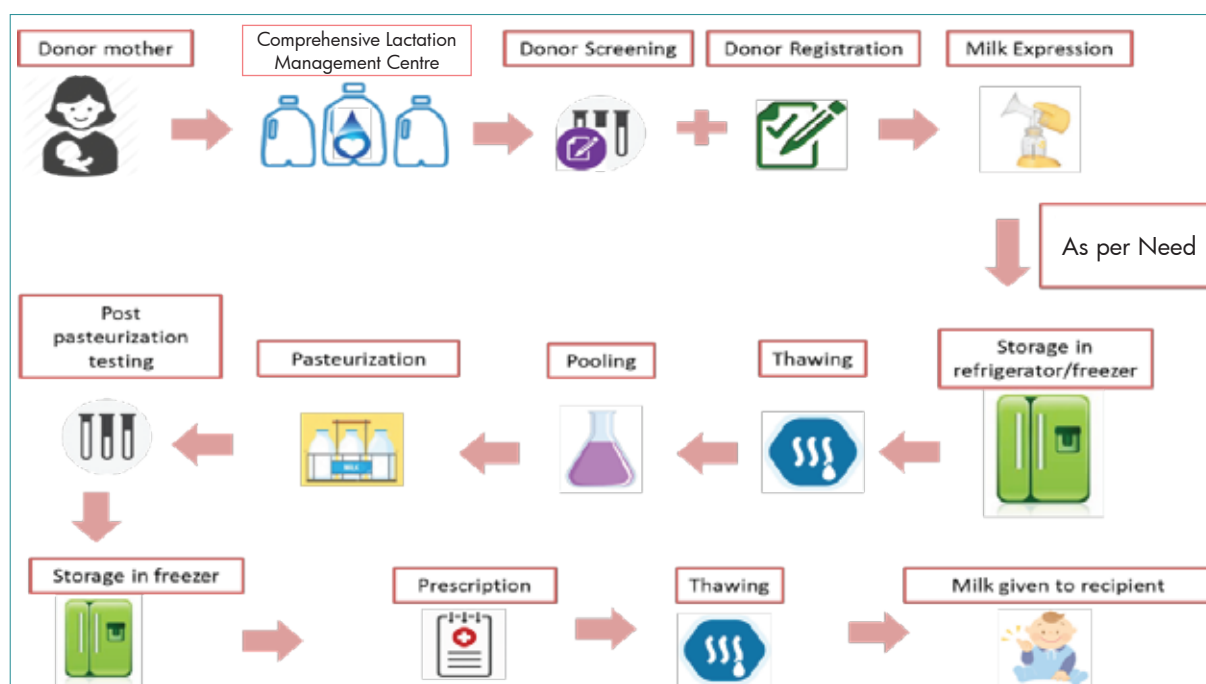 Donor mother
Comprehensive Lactation
Management Centre
Donor Screening
Donor Registration
Milk Expression
As per Need
Storage in
refrigerator/freezer
Thawing
Pooling
Pasteurization
MILK
Post
pasteurization
testing
Storage in freezer
Prescription
Thawing
Milk given to recipient